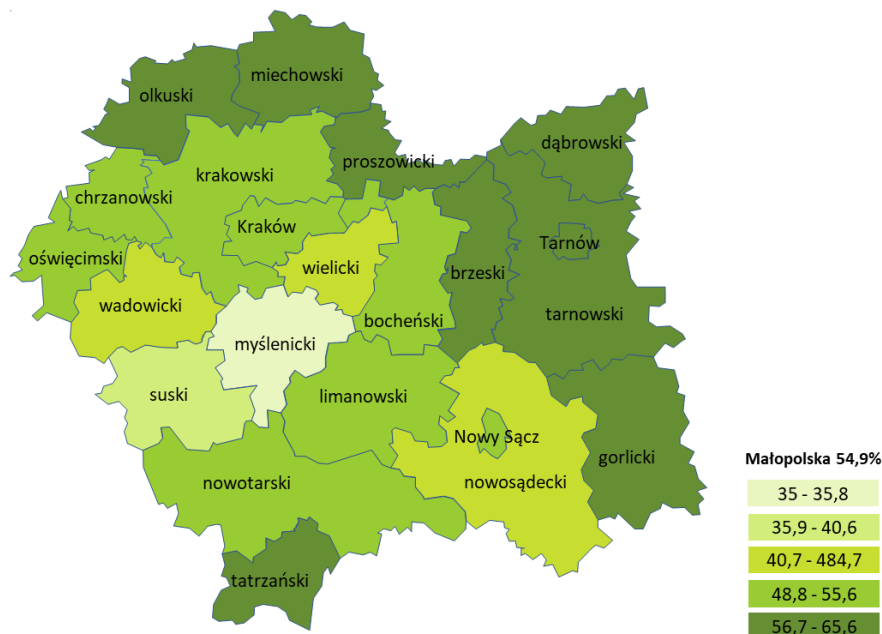 miechowski
olkuski
dąbrowski
proszowicki
krakowski
chrzanowski
Kraków
Tarnów
oświęcimski
wielicki
brzeski
wadowicki
tarnowski
bocheński
myślenicki
suski
limanowski
Nowy Sącz
gorlicki
nowotarski
nowosądecki
tatrzański
Małopolska 54,9%
35 - 35,8
35,9 - 40,6
40,7 - 484,7
48,8 - 55,6
56,7 - 65,6